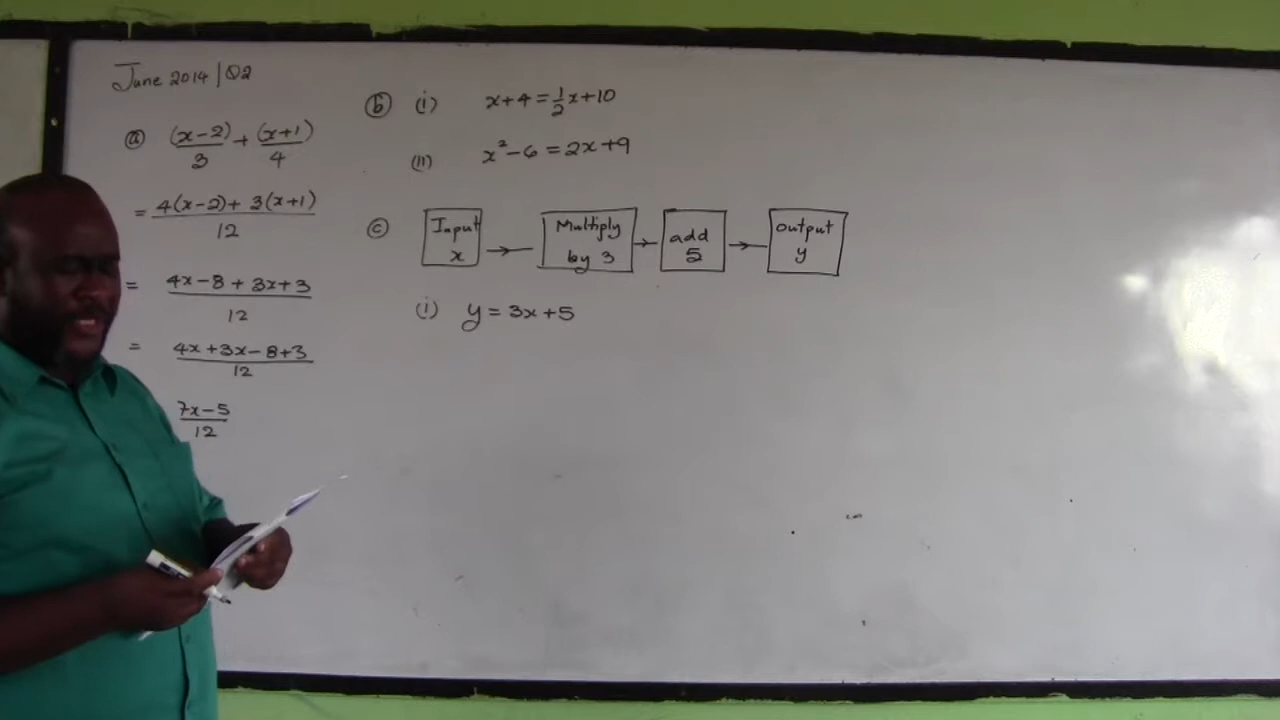 June 2014 | Q2
(a) (x-2)/3 + (x+1)/4
= 4(x-2) + 3(x+1)/12
= 4x-8+3x+3/12
= 4x+3x-8+3/12
7x-5/12
(b) (i) x+4 = 1/2x+10
(ii) x²-6 = 2x+9
(c) Input x → Multiply by 3 → add 5 → output y
(i) y = 3x+5